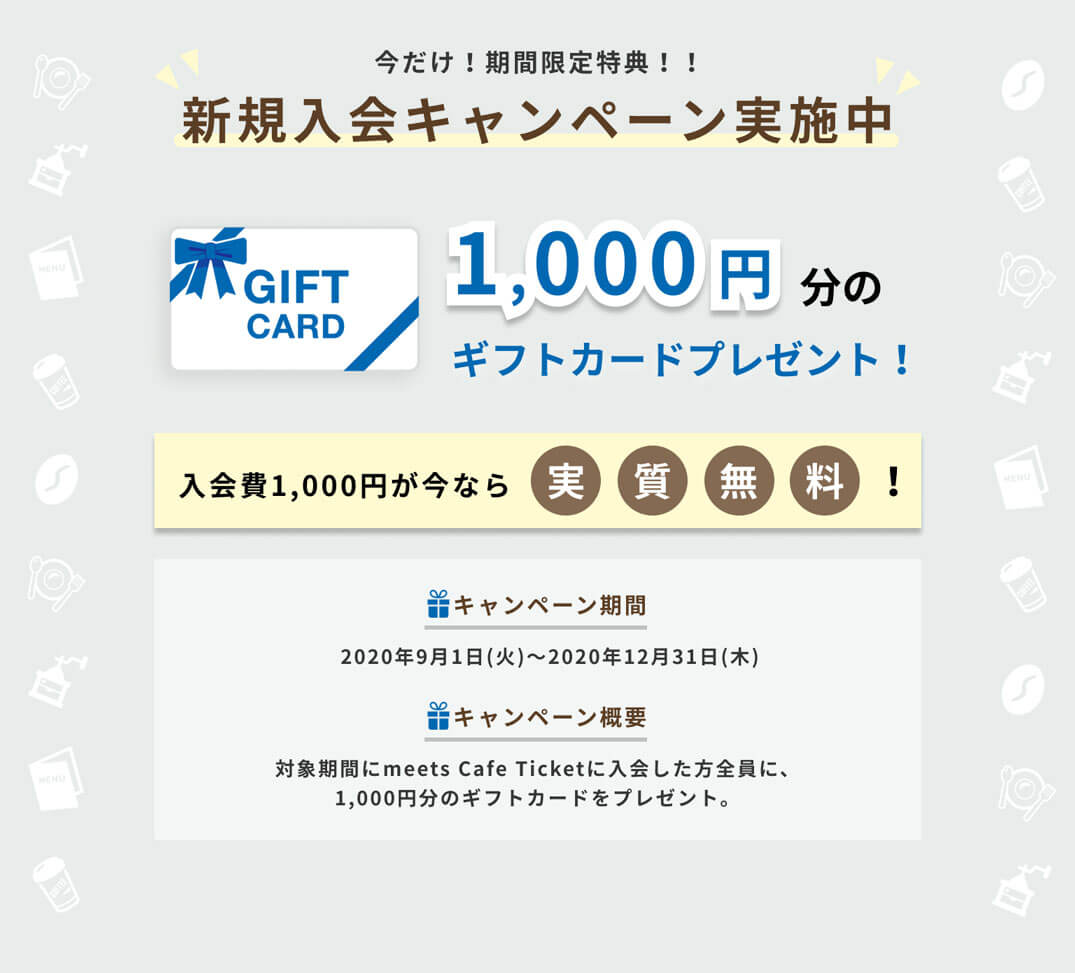 今だけ！期間限定特典！！
新規入会キャンペーン実施中
GIFT
CARD
1,000円分の
ギフトカードプレゼント！
入会費1,000円が今なら実質無料！
キャンペーン期間
2020年9月1日(火)〜2020年12月31日(木)
キャンペーン概要
対象期間にmeets Cafe Ticketに入会した方全員に、
1,000円分のギフトカードをプレゼント。
MENU
MENU
MENU